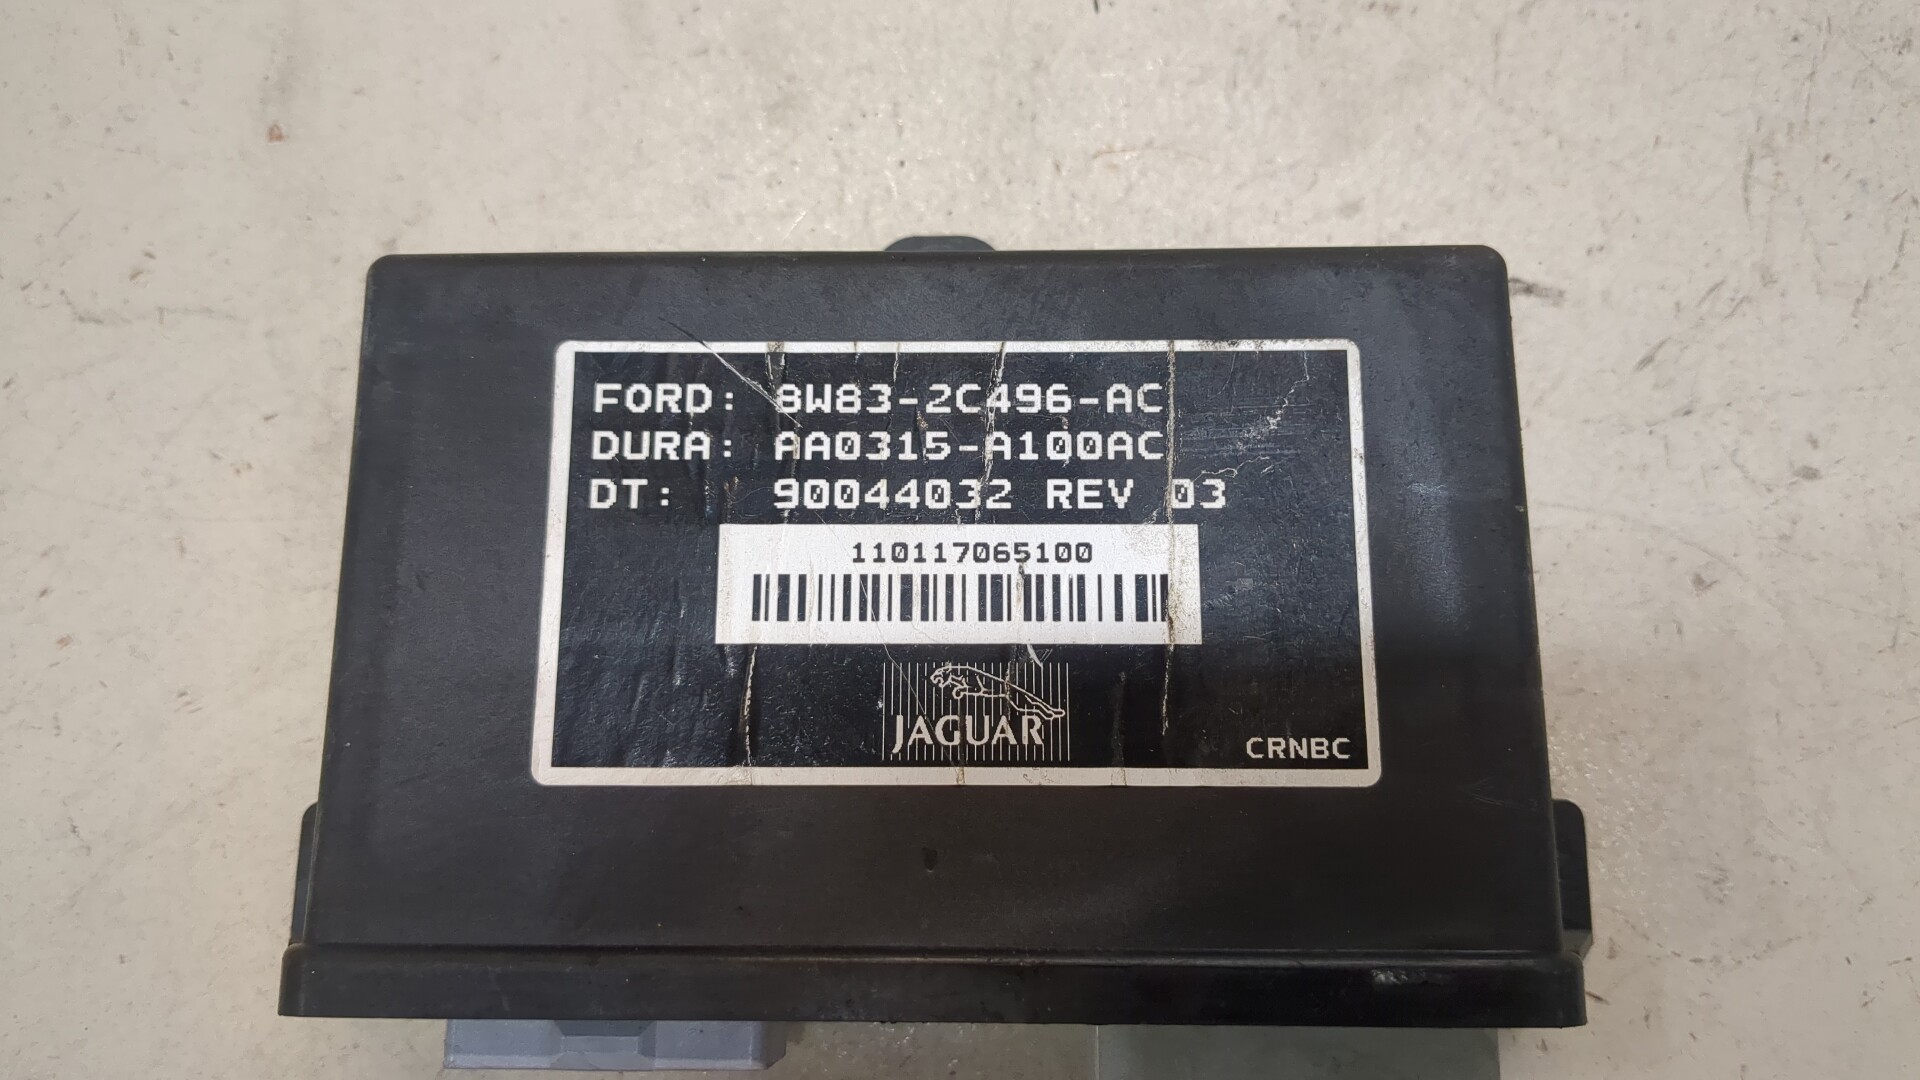 FORD: 8W83-2C496-AC
DURA: AA0315-A100AC
DT: 90044032 REV 03
110117065100
JAGUAR
CRNBC